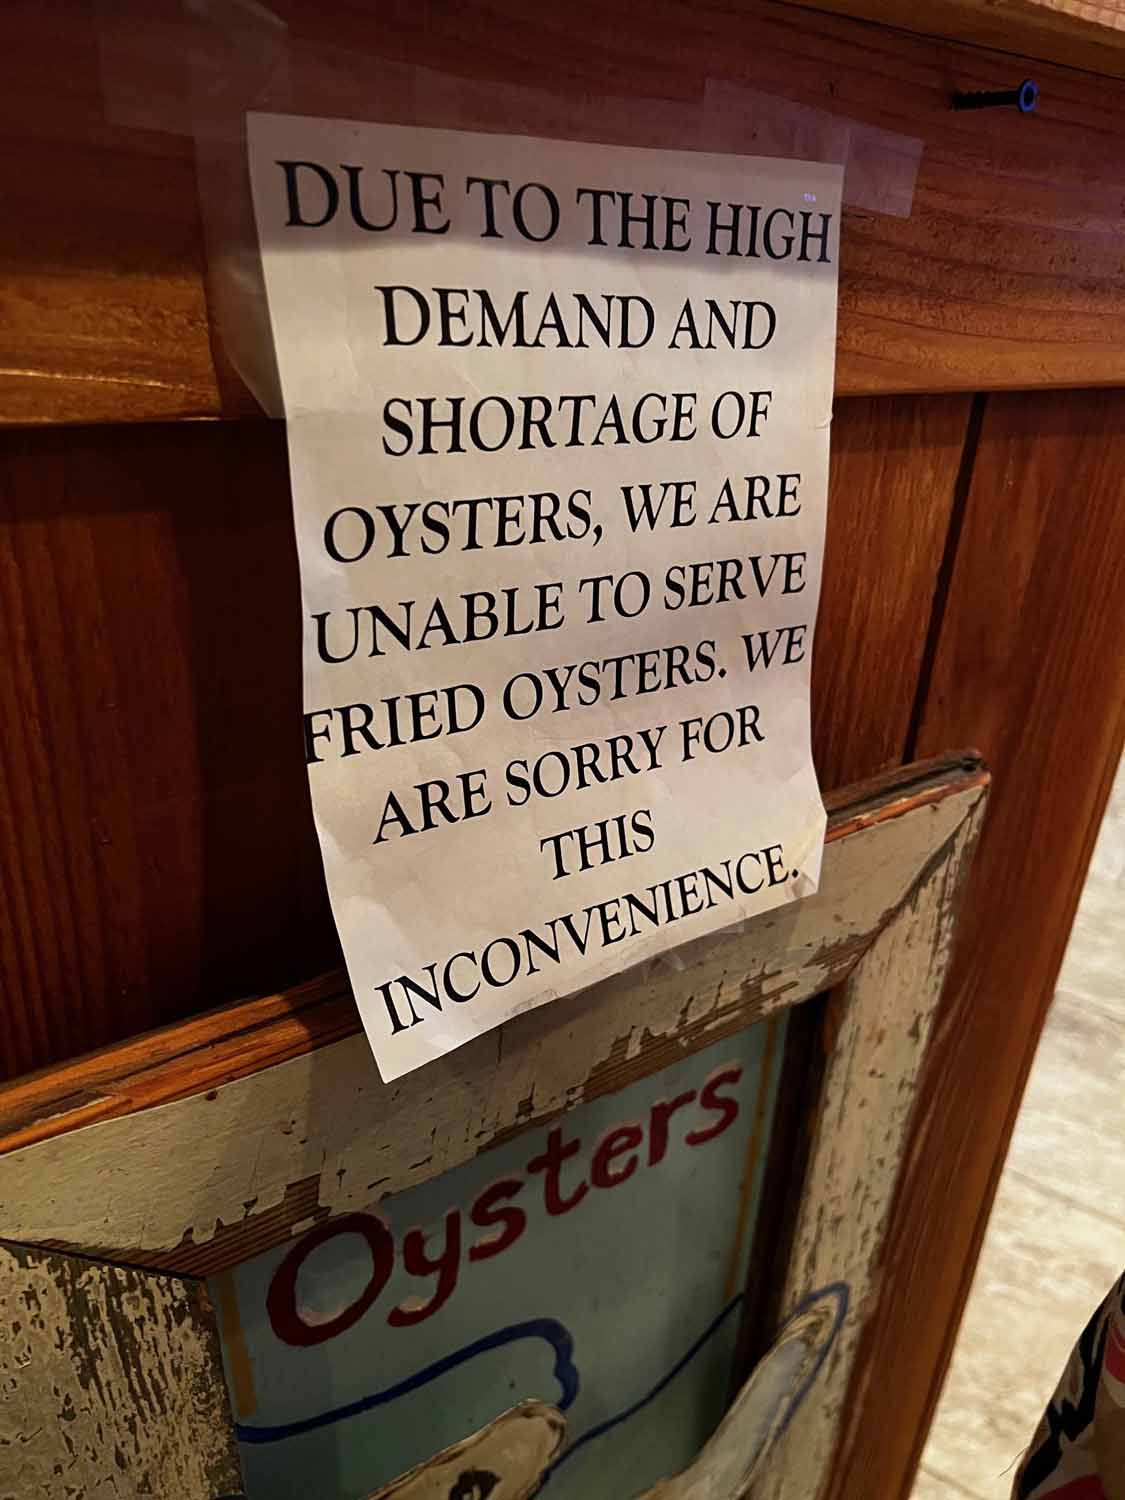 DUE TO THE HIGH
DEMAND AND
SHORTAGE OF
OYSTERS, WE ARE
UNABLE TO SERVE
FRIED OYSTERS. WE
ARE SORRY FOR
THIS
INCONVENIENCE.
Oysters